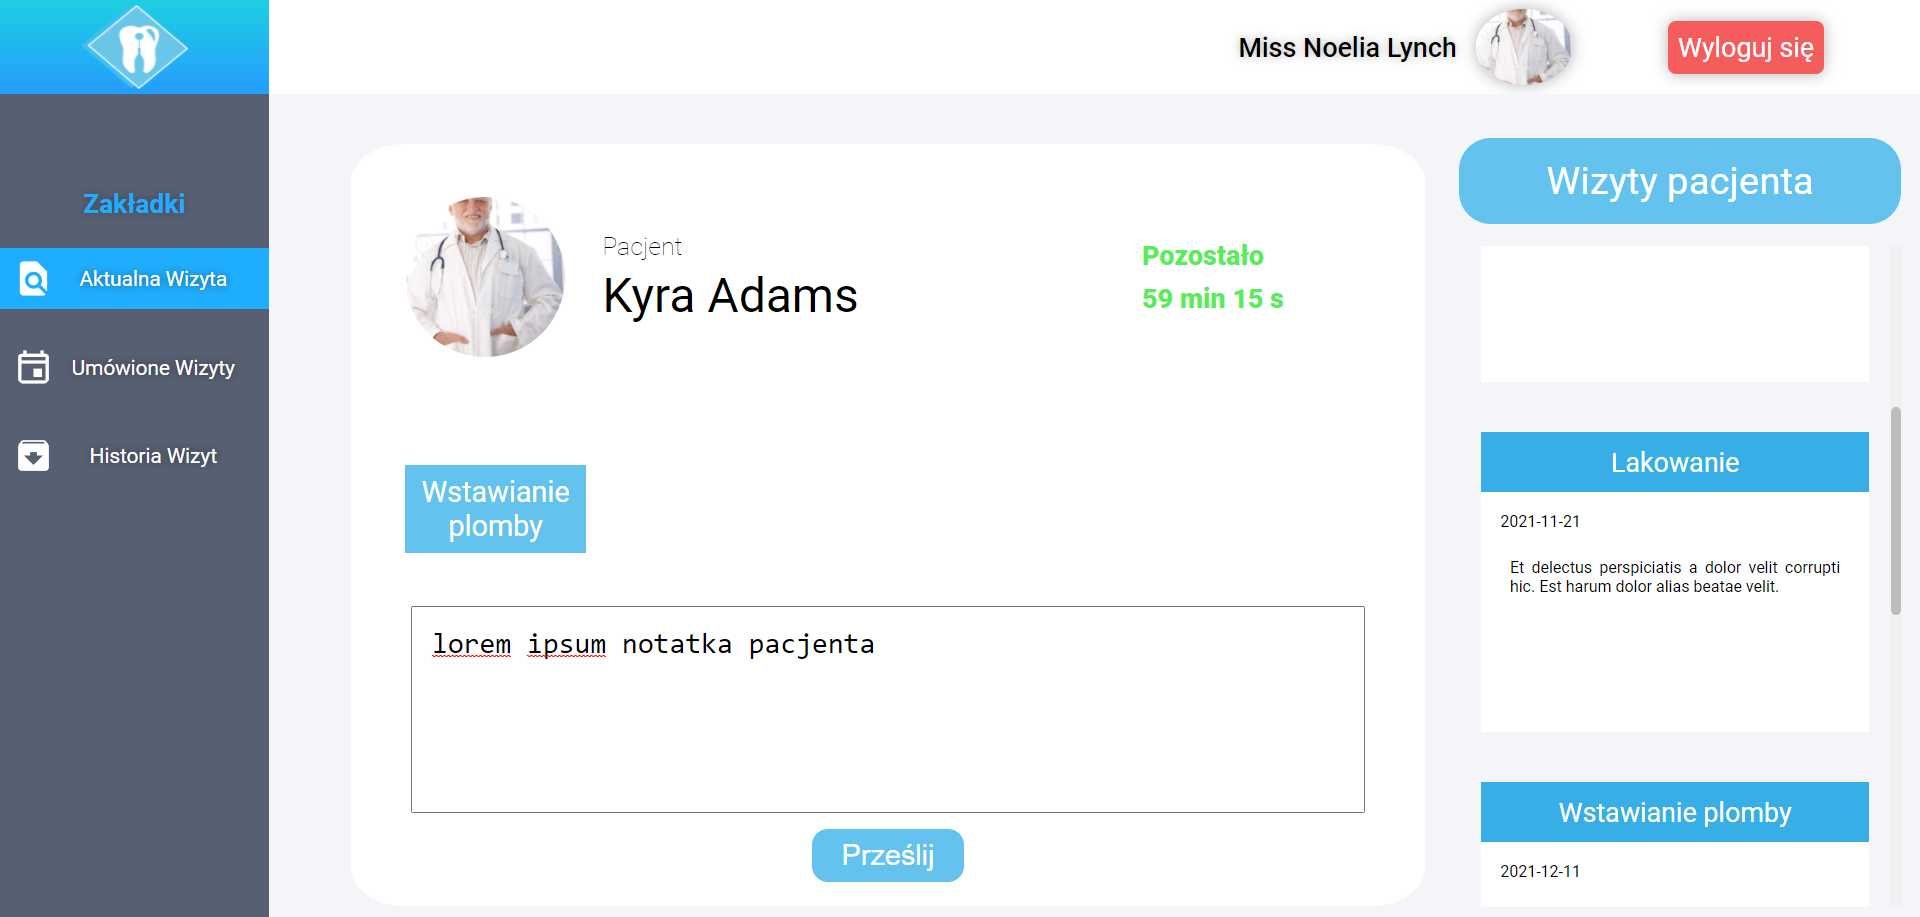 Miss Noelia Lynch
Wyloguj się
Zakładki
Aktualna Wizyta
Umówione Wizyty
Historia Wizyt
Pacjent
Kyra Adams
Pozostało
59 min 15 s
Wstawianie
plomby
lorem ipsum notatka pacjenta
Prześlij
Wizyty pacjenta
Lakowanie
2021-11-21
Et delectus perspiciatis a dolor velit corrupti
hic. Est harum dolor alias beatae velit.
Wstawianie plomby
2021-12-11